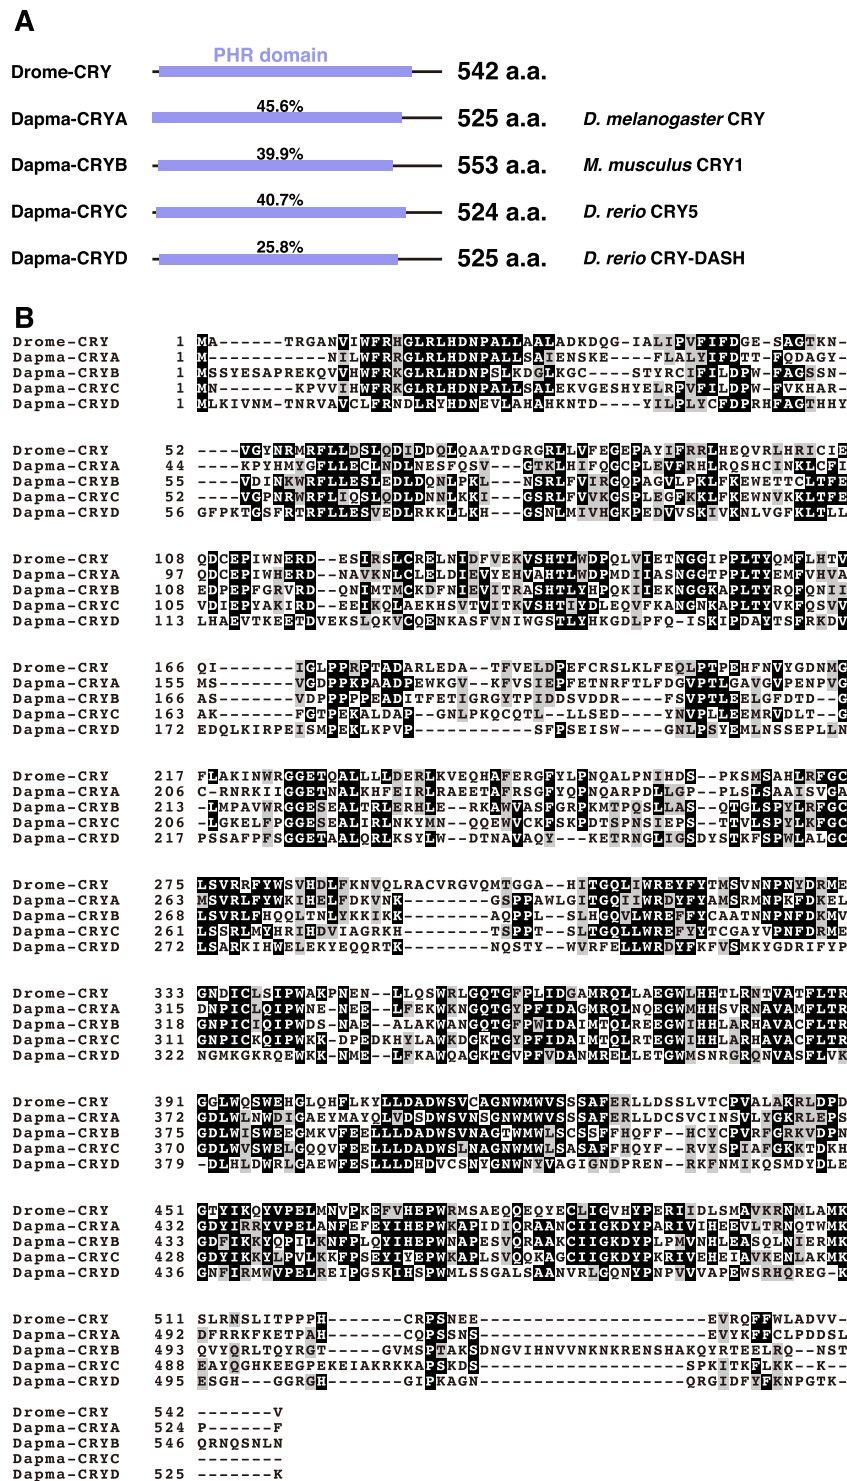 A
PHR domain
Drome-CRY 542 a.a.
Dapma-CRYA 45.6% 525 a.a. D. melanogaster CRY
Dapma-CRYB 39.9% 553 a.a. M. musculus CRY1
Dapma-CRYC 40.7% 524 a.a. D. rerio CRY5
Dapma-CRYD 25.8% 525 a.a. D. rerio CRY-DASH
B
Drome-CRY 1 MA------TRGANVIWFRHGLRLHDNPALLAALADKDQG-IALIPVFIFDGE-SAGTKN-
Dapma-CRYA 1 M---------NILWFRKGLRLHDNPALLSAIENSKE---FLALYIFDTT-FQDAGY-
Dapma-CRYB 1 MSSYESAPREKQVVHWFRKGLRLHDNPSLKDGLKGC---STYRCIFILDPW-FAGSSN-
Dapma-CRYC 1 MN------KPVVIHWFRKGLRLHDNPALLSALEKVGESHYELRPVFILDPW-FVKHAR-
Dapma-CRYD 1 MLKIVNM-TNRVAVCLFRNDLRYHDNEVLAHAHKNTD---YILPLYCFDPRHFAGTHHY
Drome-CRY 52 ----VGYNRMRFLLDSLQDIDDQLQAATDGRGRLLVFEGEPAYIFRRLHEQVRLHRICIE
Dapma-CRYA 44 ----KPYHMYGFLLECLNDLNESFQSV---GTKLHIFQGCPLEVFRHLRQSHCINKLCFI
Dapma-CRYB 55 ----VDINKWRFLLESLEDLDQNLPKL---NSRLFVIRGQPAGVLPKLFKEWETTCLTFE
Dapma-CRYC 52 ----VGPNRWRFLIQSLQDLDNNLKKI---GSRLFVVKGSPLEGFKKLFKEWNVKKLTFE
Dapma-CRYD 56 GFPKTGSFRTRFLLESVEDLRKKLLKH---GSNLMIVHGKPEDVVSKIVKNLVGFKLTLL
Drome-CRY 108 QDCEPIWNERD--ESIRSLCRELNIDFVEKVSHTLWDPQLVIETNGGIPPLTYQMFLHTV
Dapma-CRYA 97 QDCEPIWHERD--NAVKNLCLELDIEVYEHVAHTLWDPMDIIASNGGTPPLTYEMFVHVA
Dapma-CRYB 108 EDPEPFGRVRD--QNIMTMCKDFNIEVITRASHTLYHPQKIIEKNGGKAPLTYRQFQNII
Dapma-CRYC 105 VDIEPYAKIRD--EEIKQLAEKHSVTVITKVSHTIYDLEQVFKANGNKAPLTYVKFQSVV
Dapma-CRYD 113 LHAEVTKEETDVEKSLQKVCQENKASFVNIWGSTLYHKGDLPFQ-ISKIPDAYTSFRKDV
Drome-CRY 166 QI-------IGLPPRPTADARLEDA--TFVELDPEFCRSLKLFEQLPTPEHFNVYGDNMG
Dapma-CRYA 155 MS-------VGDPPKPAADPEWKGV--KFVSIEPFETNRFTLFDGVPTLGAVGVPENPVG
Dapma-CRYB 166 AS-------VDPPPPPEADITFETIGRGYTPIDSVDDR----FSVPTLEELGFDTD--G
Dapma-CRYC 163 AK-------FGTPEKALDAP---GNLPKQCQTL--LLSED----YNVPLLEEMRVDLT--G
Dapma-CRYD 172 EDQLKIRPEISMPEKLKPVP-----------SFPSEISW-----GNLPSYEMLNSSEPLLN
Drome-CRY 217 FLAKINWRGGETQALLLLDERLKVEQHAFERGFYLPNQALPNIHDS--PKSMSAHLRFGC
Dapma-CRYA 206 C-RNRKIIGGETNALKHFEIRLRAEETAFRSGFYQPNQARPDLLGP--PLSLSAAISVGA
Dapma-CRYB 213 -LMPAVWRGGESEALTRLERHLE--RKAWVASFGRPKMTPQSLLAS--QTGLSPYLRFGC
Dapma-CRYC 206 -LGKELFPGGESEALIRLNKYMN--QQEWVCKFSKPDTSPNSIEPS--TTVLSPYLKFGC
Dapma-CRYD 217 PSSAFPFSGGETAALQRLKSYLW--DTNAVAQY---KETRNGLIGSDYSTKFSPWLALGC
Drome-CRY 275 LSVRRFYWSVHDLFKNVQLRACVRGVQMTGGA--HITGQLIWREYFYTMSVNNPNYDRME
Dapma-CRYA 263 MSVRLFYWKIHELFDKVNK-------GSPPAWLGITGQIIWRDYFYAMSRMNPKFDKEL
Dapma-CRYB 268 LSVRLFHQQLTNLYKKIKK-------APPL---SLHGQVLWREFFYCAATNNPNFDKMV
Dapma-CRYC 261 LSSRLMYHRIHDVIAGRKH-------SQPPT--SLTGQLLWREFYYTCGAYVPNFDRME
Dapma-CRYD 272 LSARKIHWELEKYEQQRTK-------NQSTY--WVRFELLWRDYFKFVSMKYGDRIFYP
Drome-CRY 333 GNDICLSIPWAKPNEN--LLQSWRLGQTGFPLIDGAMRQLLAEGWLHHTLRNTVATFLTR
Dapma-CRYA 315 DNPICLQIPWNE-NEE--LFEKWKNGQTGYPFIDAGMRQLNQEGWMHHVSRNAVAMFLTR
Dapma-CRYB 318 GNPICIQIPWDS-NAE--ALAKWANGQTGFPWIDAIMTQLREEGWIHHLARHAVACFLTR
Dapma-CRYC 311 GNPICKQIPWKK-DPEDKHYLAWKDGKTGYPFIDAIMTQLRTEGWIHHLARHAVACFLTR
Dapma-CRYD 322 NGMKGKRQEWKK-NME--LFKAWQAGKTGVPFVDANMRELLETGWMSNRGRQNVASFLVK
Drome-CRY 391 GGLWQSWEHGLQHFLKYLLDADWSVCAGNWMWVSSSAFERLLDSSLVTCPVALAKRLDPD
Dapma-CRYA 372 GDLWLNWDIGAEYMAYQLVDSDWSVNSGNWMWVSSSAFERLLDCSVCINSVLYGKRLEPS
Dapma-CRYB 375 GDLWISWEEGMKVFEELLLDADWSVNAGTWMWLSCSSFFHQFF--HCYCPVRFGRKVDPN
Dapma-CRYC 370 GDLWVSWELGQQVFEELLLDADWSLNAGNWMWLSASAFFHQYF--RVYSPIAFGKKTDKH
Dapma-CRYD 379 -DLHLDWRLGAEWFESLLLDHDVCSNYGNWNYVAGIGNDPREN--RKFNMIKQSMDYDLE
Drome-CRY 451 GTYIKQYVPELMNVPKEFVHEPWRMSAEQQEQYECLIGVHYPERIIDLSMAVKRNMLAMK
Dapma-CRYA 432 GDYIRRYVPELANFEFEYIHEPWKAPIDIQRAANCIIGKDYPARIVIHEEVLTRNQTWMK
Dapma-CRYB 433 GDFIKKYQPILKNFPLQYIHEPWNAPESVQRAAKCIIGKDYPLPMVNHLEASQLNIERMK
Dapma-CRYC 428 GDYIKKYLPVLKKFPSEYIYEPWKAPLSVQQKAGCIIGKDYPKRIVEHEIAVKENLAKMK
Dapma-CRYD 436 GNFIRMWVPELREIPGSKIHSPWMLSSGALSAANVRLGQNYPNPVVVAPEWSRHQREG-K
Drome-CRY 511 SLRNSLITPPPH-------CRPSNEE---------------------EVRQFFWLADVV-
Dapma-CRYA 492 DFRRKFKETPAH-------CQPSSNS---------------------EVYKFFCLPDDSL
Dapma-CRYB 493 QVYQRLTQYRGT------GVMSPTAKSDNGVIHNVVNKNKRENSHAKQYRTEELRQ--NST
Dapma-CRYC 488 EAYQGHKEEGPEKEIAKRKKAPSKDS-------------------SPKITKFLKK--K--
Dapma-CRYD 495 ESGH---GGRGH-------GIPKAGN-------------------QRGIDFYFKNPGTK-
Drome-CRY 542 -------V
Dapma-CRYA 524 P------F
Dapma-CRYB 546 QRNQSNLN
Dapma-CRYC --------
Dapma-CRYD 525 -------K